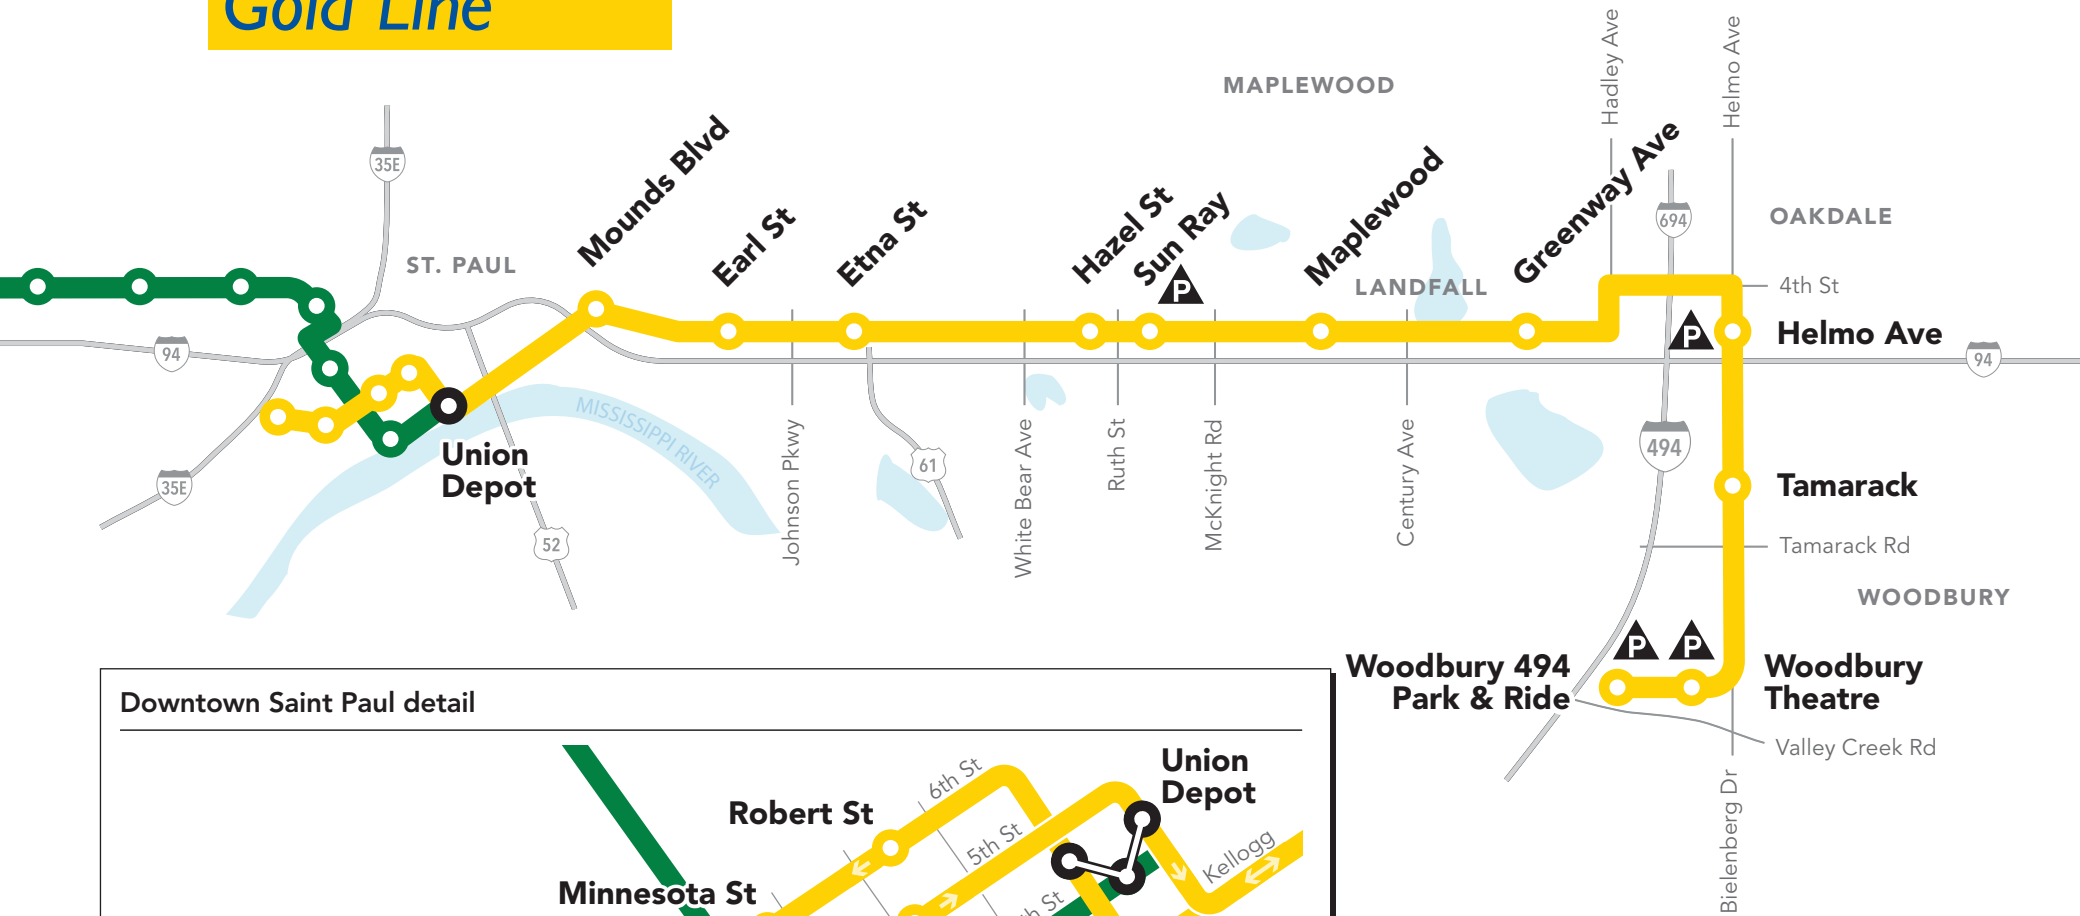 Gold Line
MAPLEWOOD
Hadley Ave
Helmo Ave
35E
ST. PAUL
Mounds Blvd
Earl St
Etna St
Hazel St
Sun Ray
P
Maplewood
LANDFALL
Greenway Ave
694
OAKDALE
4th St
P
Helmo Ave
94
94
MISSISSIPPI RIVER
Union
Depot
35E
52
61
Johnson Pkwy
White Bear Ave
Ruth St
McKnight Rd
Century Ave
494
Tamarack
Tamarack Rd
WOODBURY
P
P
Woodbury 494
Park & Ride
Woodbury
Theatre
Valley Creek Rd
Bielenberg Dr
Downtown Saint Paul detail
Union
Depot
6th St
Robert St
5th St
Kellogg
Minnesota St
h St